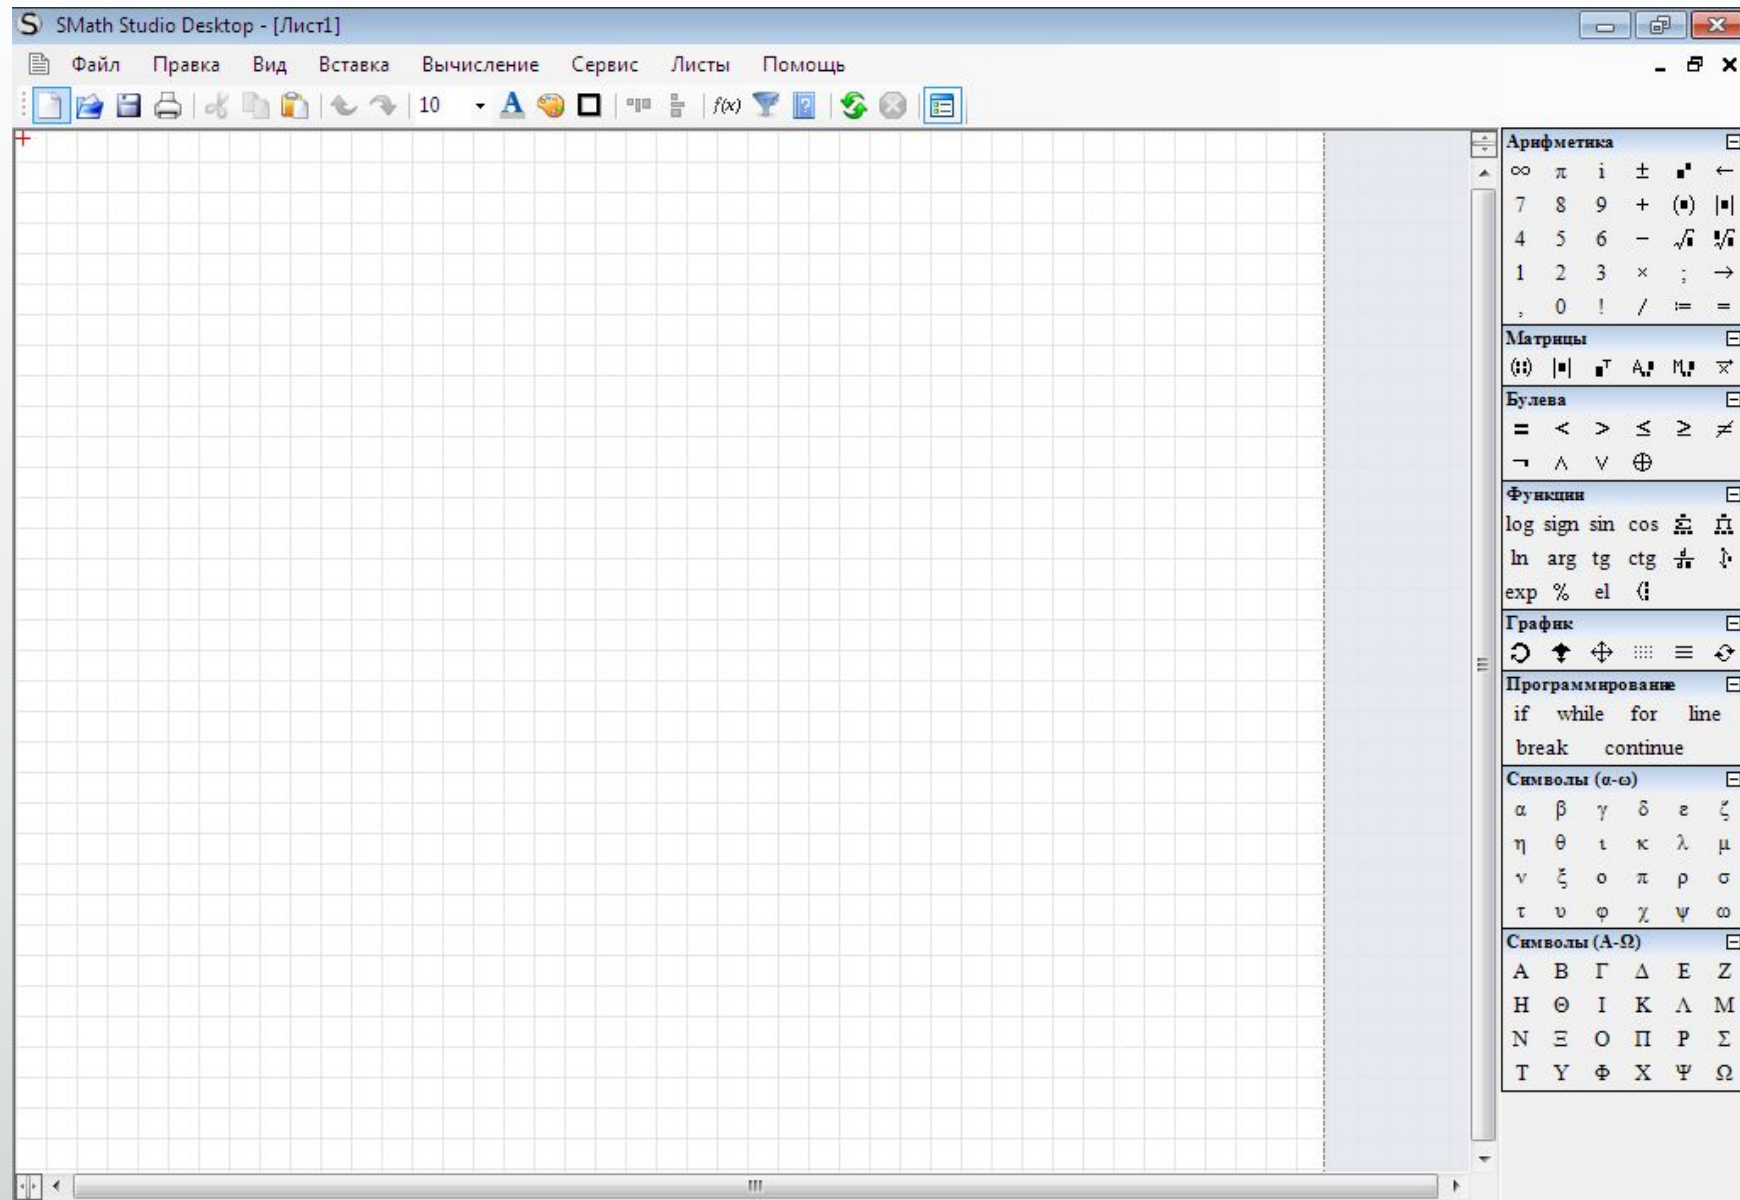 SMath Studio Desktop - [Лист1]
Файл Правка Вид Вставка Вычисление Сервис Листы Помощь
10 A f(x) ?
Арифметика
∞ π i ± ■▪ ←
7 8 9 + (▪) |▪|
4 5 6 − √▪ ▪√▪
1 2 3 × ; →
, 0 ! / := =
Матрицы
(⁝⁝) |▪| ▪ᵀ A.▪ M.▪ x⃗
Булева
= < > ≤ ≥ ≠
¬ ∧ ∨ ⊕
Функции
log sign sin cos Σ Π
ln arg tg ctg d
exp % el
График
Программирование
if while for line
break continue
Символы (α-ω)
α β γ δ ε ζ
η θ ι κ λ μ
ν ξ ο π ρ σ
τ υ φ χ ψ ω
Символы (Α-Ω)
Α Β Γ Δ Ε Ζ
Η Θ Ι Κ Λ Μ
Ν Ξ Ο Π Ρ Σ
Τ Υ Φ Χ Ψ Ω